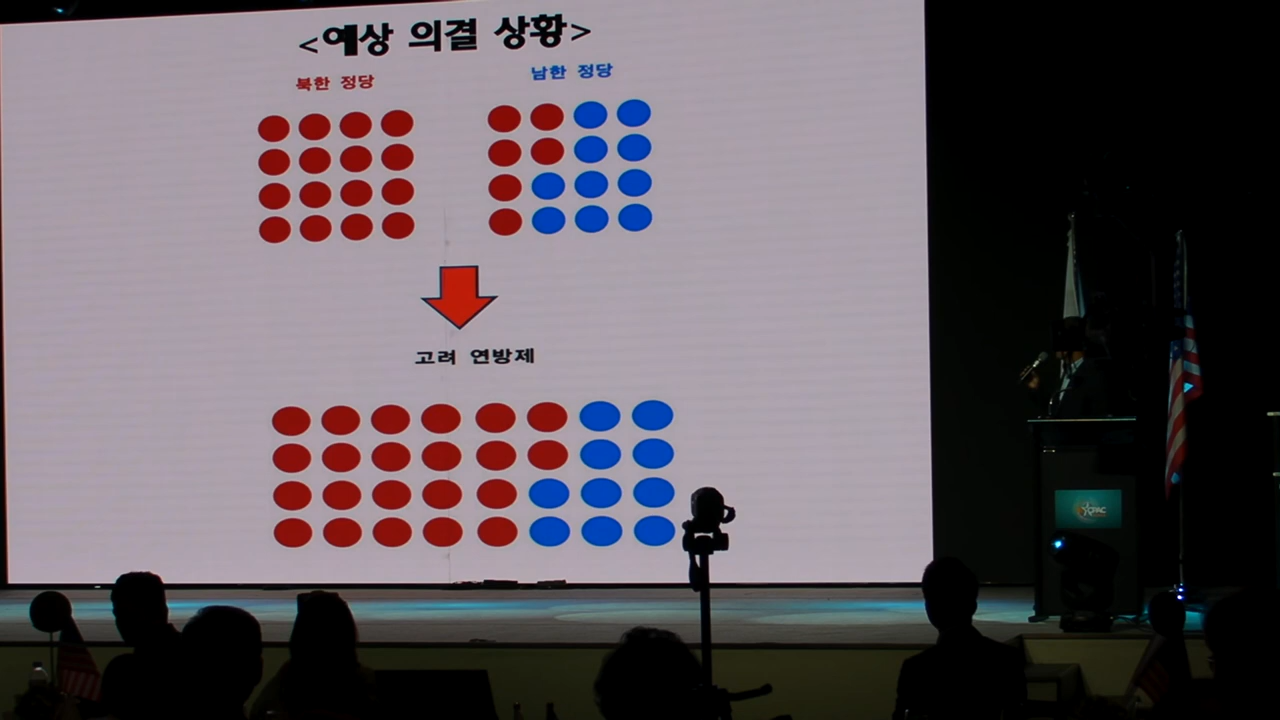 <예상 의결 상황>
북한 정당
남한 정당
고려 연방제